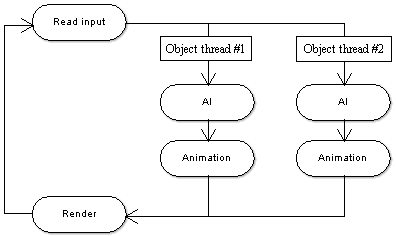 Read input
Object thread #1
Object thread #2
AI
AI
Animation
Animation
Render